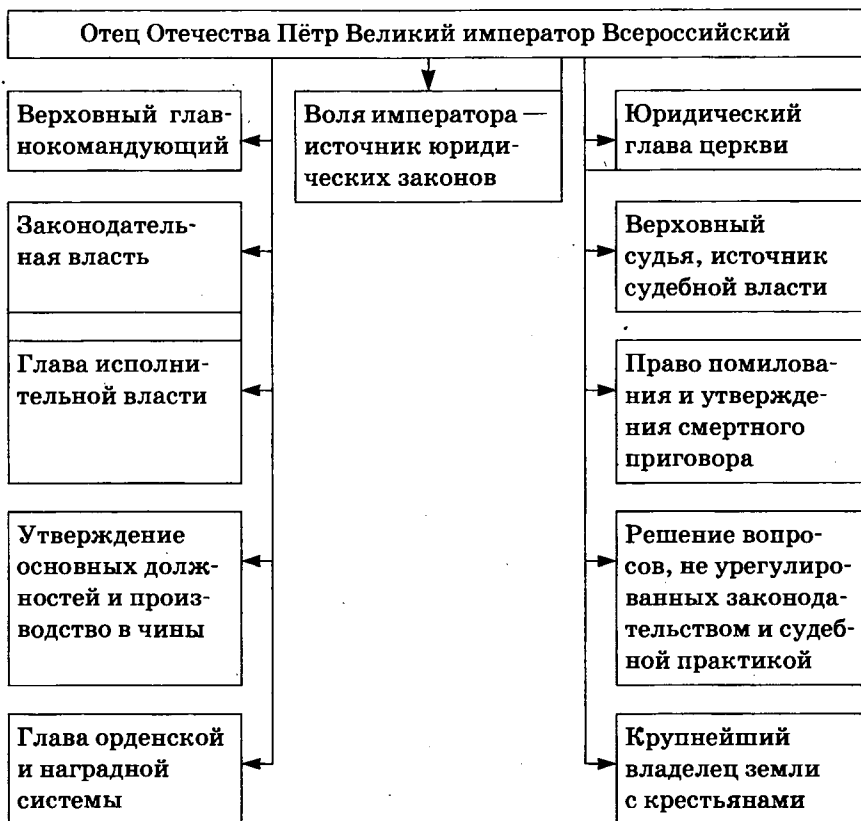 Отец Отечества Пётр Великий император Всероссийский
Верховный глав-
нокомандующий
Воля императора —
источник юриди-
ческих законов
Юридический
глава церкви
Законодатель-
ная власть
Верховный
судья, источник
судебной власти
Глава исполни-
тельной власти
Право помилова-
ния и утвержде-
ния смертного
приговора
Утверждение
основных долж-
ностей и произ-
водство в чины
Решение вопро-
сов, не урегулиро-
ванных законода-
тельством и судеб-
ной практикой
Глава орденской
и наградной
системы
Крупнейший
владелец земли
с крестьянами